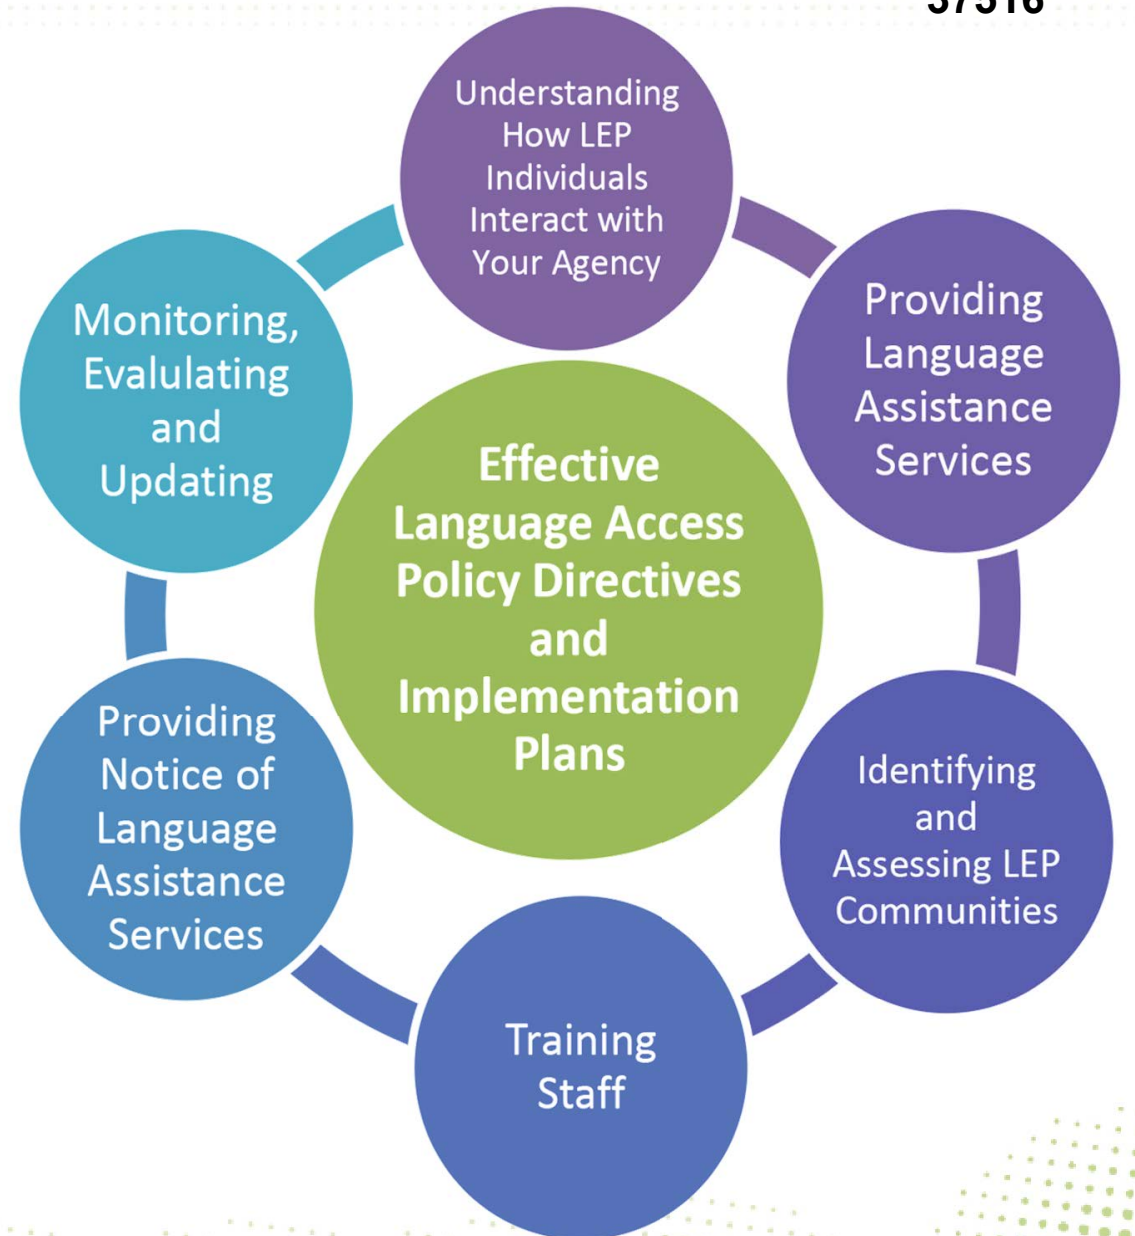 37316
Understanding
How LEP
Individuals
Interact with
Your Agency
Providing
Language
Assistance
Services
Identifying
and
Assessing LEP
Communities
Training
Staff
Providing
Notice of
Language
Assistance
Services
Monitoring,
Evalulating
and
Updating
Effective
Language Access
Policy Directives
and
Implementation
Plans